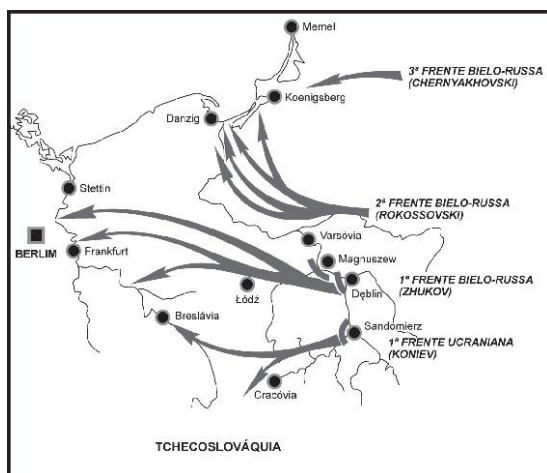 Memel
3ª FRENTE BIELO-RUSSA
(CHERNYAKHOVSKI)
Koenigsberg
Danzig
Stettin
2ª FRENTE BIELO-RUSSA
(ROKOSSOVSKI)
BERLIM
Frankfurt
Varsóvia
Magnuszew
1ª FRENTE BIELO-RUSSA
(ZHUKOV)
Łódź
Dęblin
Breslávia
Sandomierz
1ª FRENTE UCRANIANA
(KONIEV)
Cracóvia
TCHECOSLOVÁQUIA